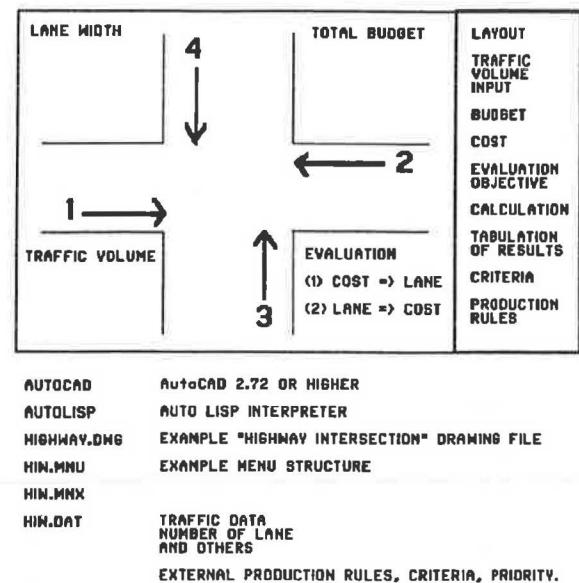 LANE WIDTH
4
TOTAL BUDGET
2
1
TRAFFIC VOLUME
3
EVALUATION
(1) COST => LANE
(2) LANE => COST
LAYOUT
TRAFFIC
VOLUME
INPUT
BUDGET
COST
EVALUATION
OBJECTIVE
CALCULATION
TABULATION
OF RESULTS
CRITERIA
PRODUCTION
RULES
AUTOCAD AutoCAD 2.72 OR HIGHER
AUTOLISP AUTO LISP INTERPRETER
HIGHWAY.DWG EXAMPLE "HIGHWAY INTERSECTION" DRAWING FILE
HIN.MNU EXAMPLE MENU STRUCTURE
HIN.MNX
HIN.DAT TRAFFIC DATA
NUMBER OF LANE
AND OTHERS
EXTERNAL PRODUCTION RULES, CRITERIA, PRIORITY.